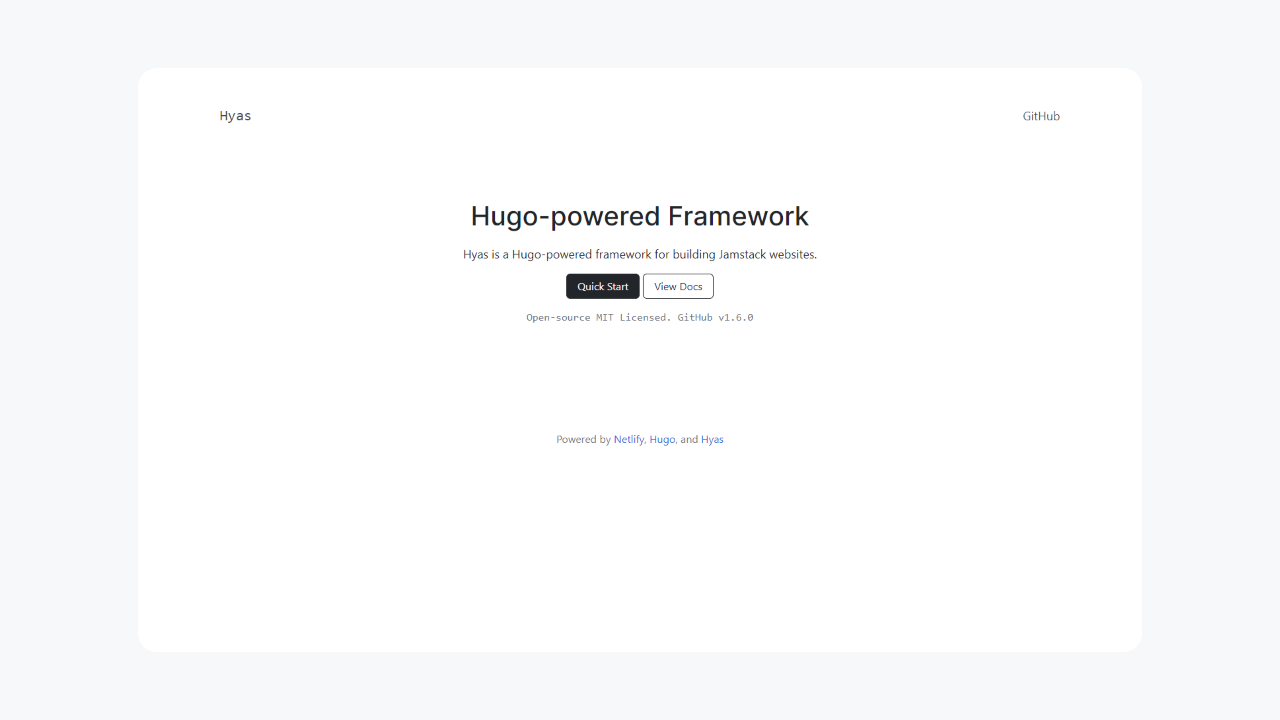 Hyas
GitHub
Hugo-powered Framework
Hyas is a Hugo-powered framework for building Jamstack websites.
Quick Start
View Docs
Open-source MIT Licensed. GitHub v1.6.0
Powered by Netlify, Hugo, and Hyas